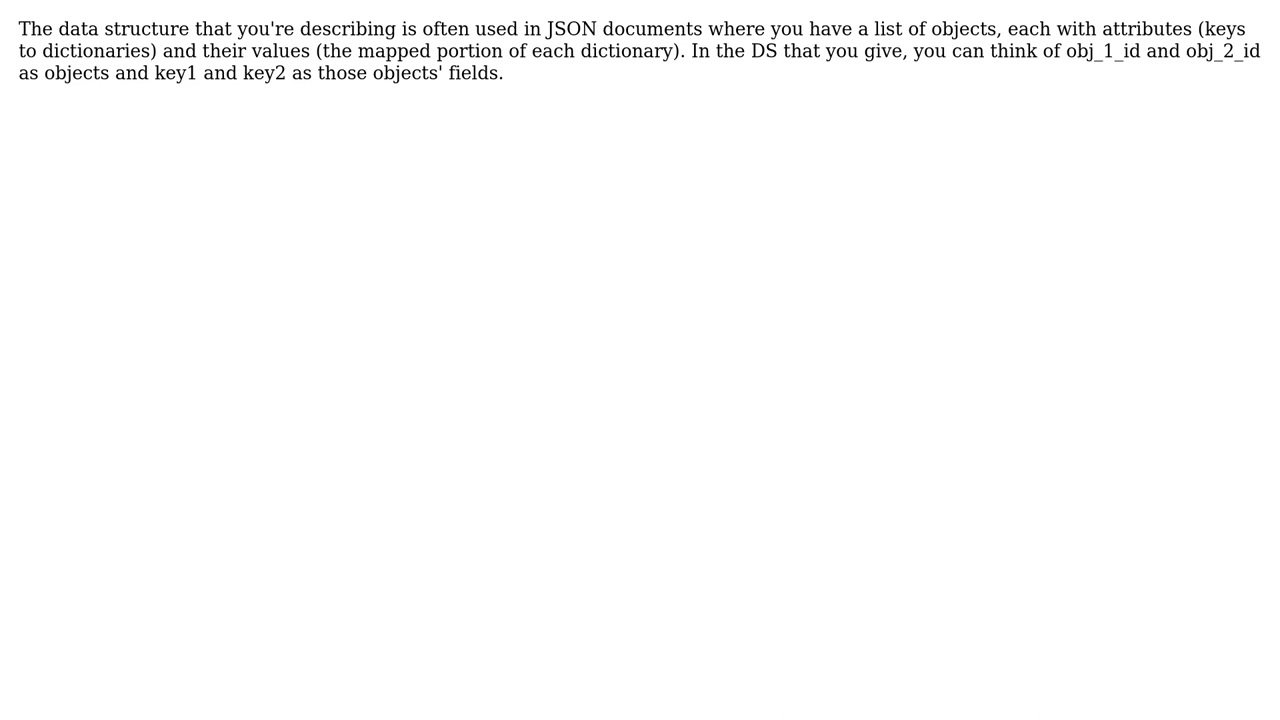 The data structure that you're describing is often used in JSON documents where you have a list of objects, each with attributes (keys
to dictionaries) and their values (the mapped portion of each dictionary). In the DS that you give, you can think of obj_1_id and obj_2_id
as objects and key1 and key2 as those objects' fields.